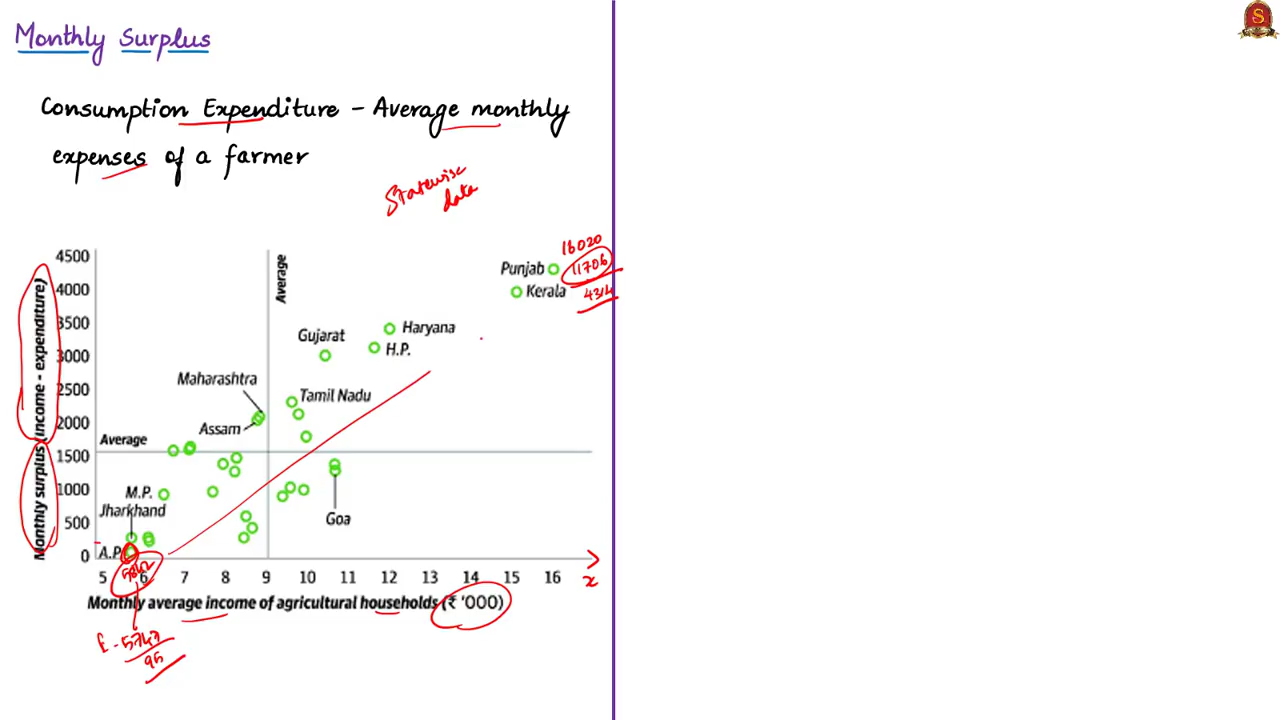 Monthly Surplus
Consumption Expenditure - Average monthly
expenses of a farmer
Statewise
data
16020
11706
4314
Punjab
Kerala
Haryana
H.P.
Gujarat
Maharashtra
Tamil Nadu
Assam
Average
Average
M.P.
Jharkhand
Goa
A.P.
4500
4000
3500
3000
2500
2000
1500
1000
500
0
Monthly surplus (income - expenditure)
5 6 7 8 9 10 11 12 13 14 15 16
x
Monthly average income of agricultural households (₹ '000)
5842
E - 5747
95
S